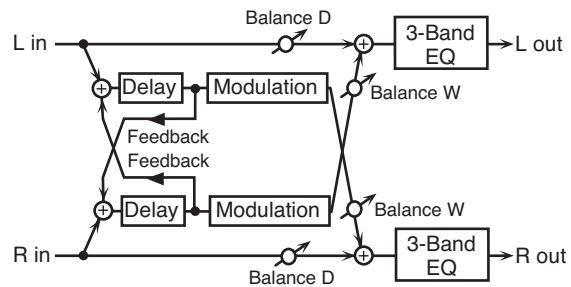 Balance D
L in
3-Band
EQ
L out
Delay
Modulation
Balance W
Feedback
Feedback
Delay
Modulation
Balance W
R in
3-Band
EQ
R out
Balance D